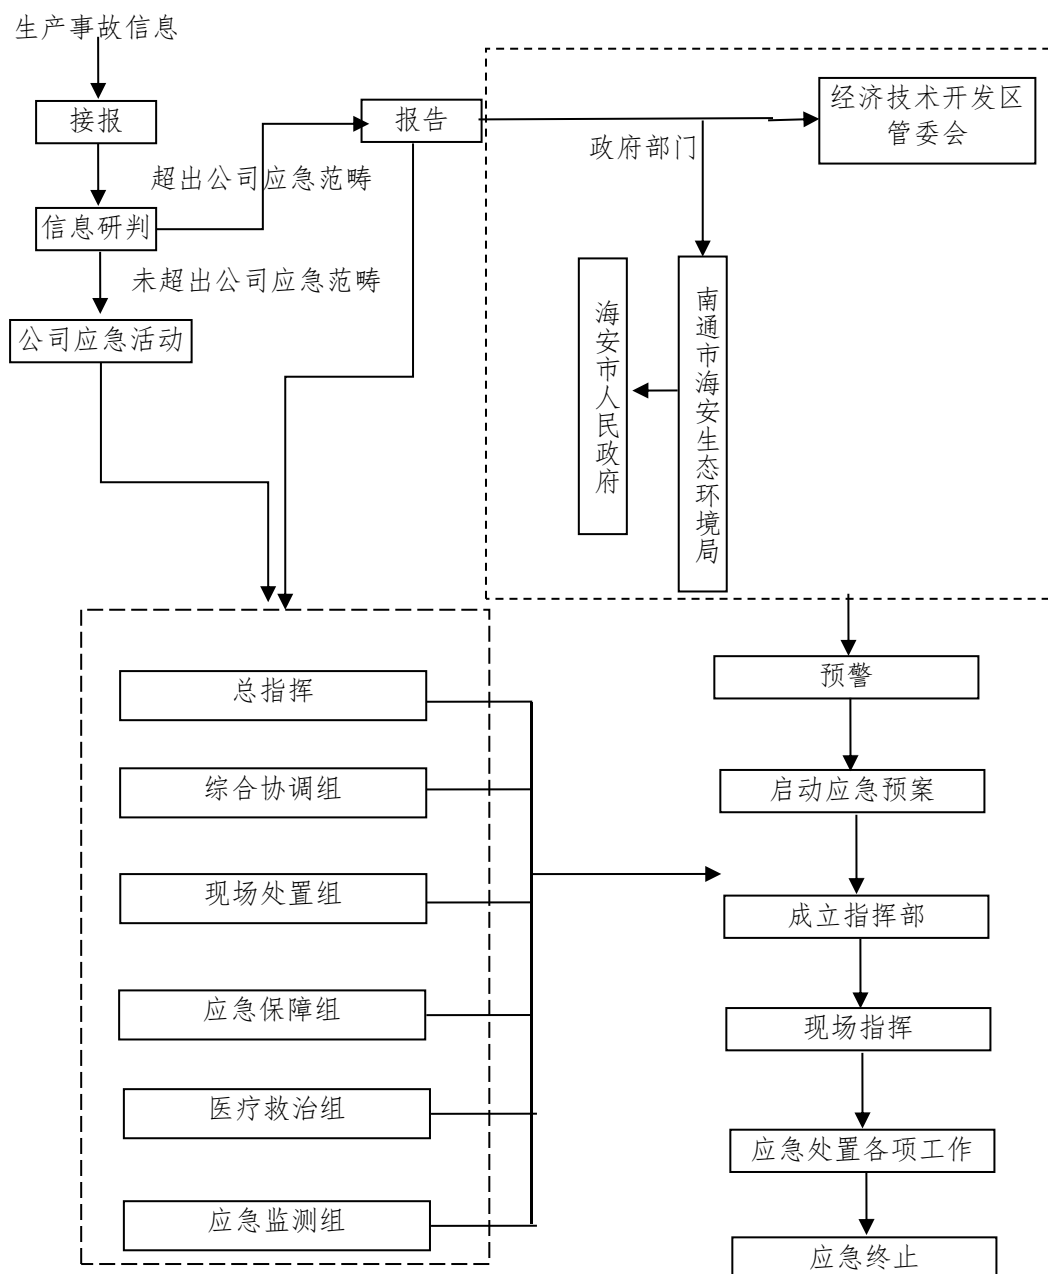 生产事故信息
接报
报告
经济技术开发区
管委会
政府部门
超出公司应急范畴
信息研判
未超出公司应急范畴
公司应急活动
海安市人民政府
南通市海安生态环境局
总指挥
综合协调组
现场处置组
应急保障组
医疗救治组
应急监测组
预警
启动应急预案
成立指挥部
现场指挥
应急处置各项工作
应急终止